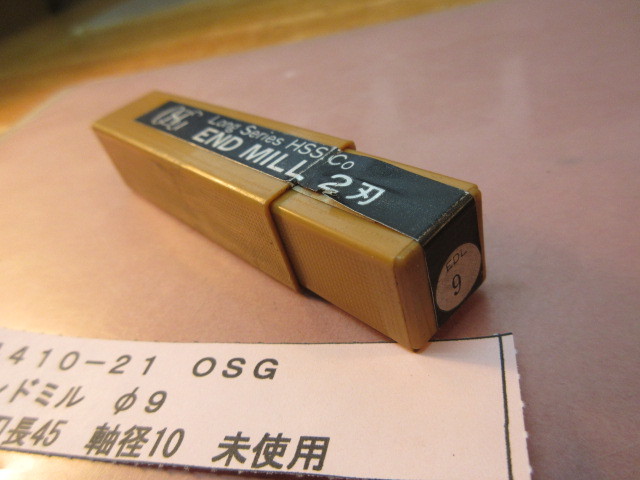 OSG
Long Series HSS Co
END MILL 2刃
EDL
9
1410-21 OSG
ンドミル φ9
刃長45 軸径10 未使用